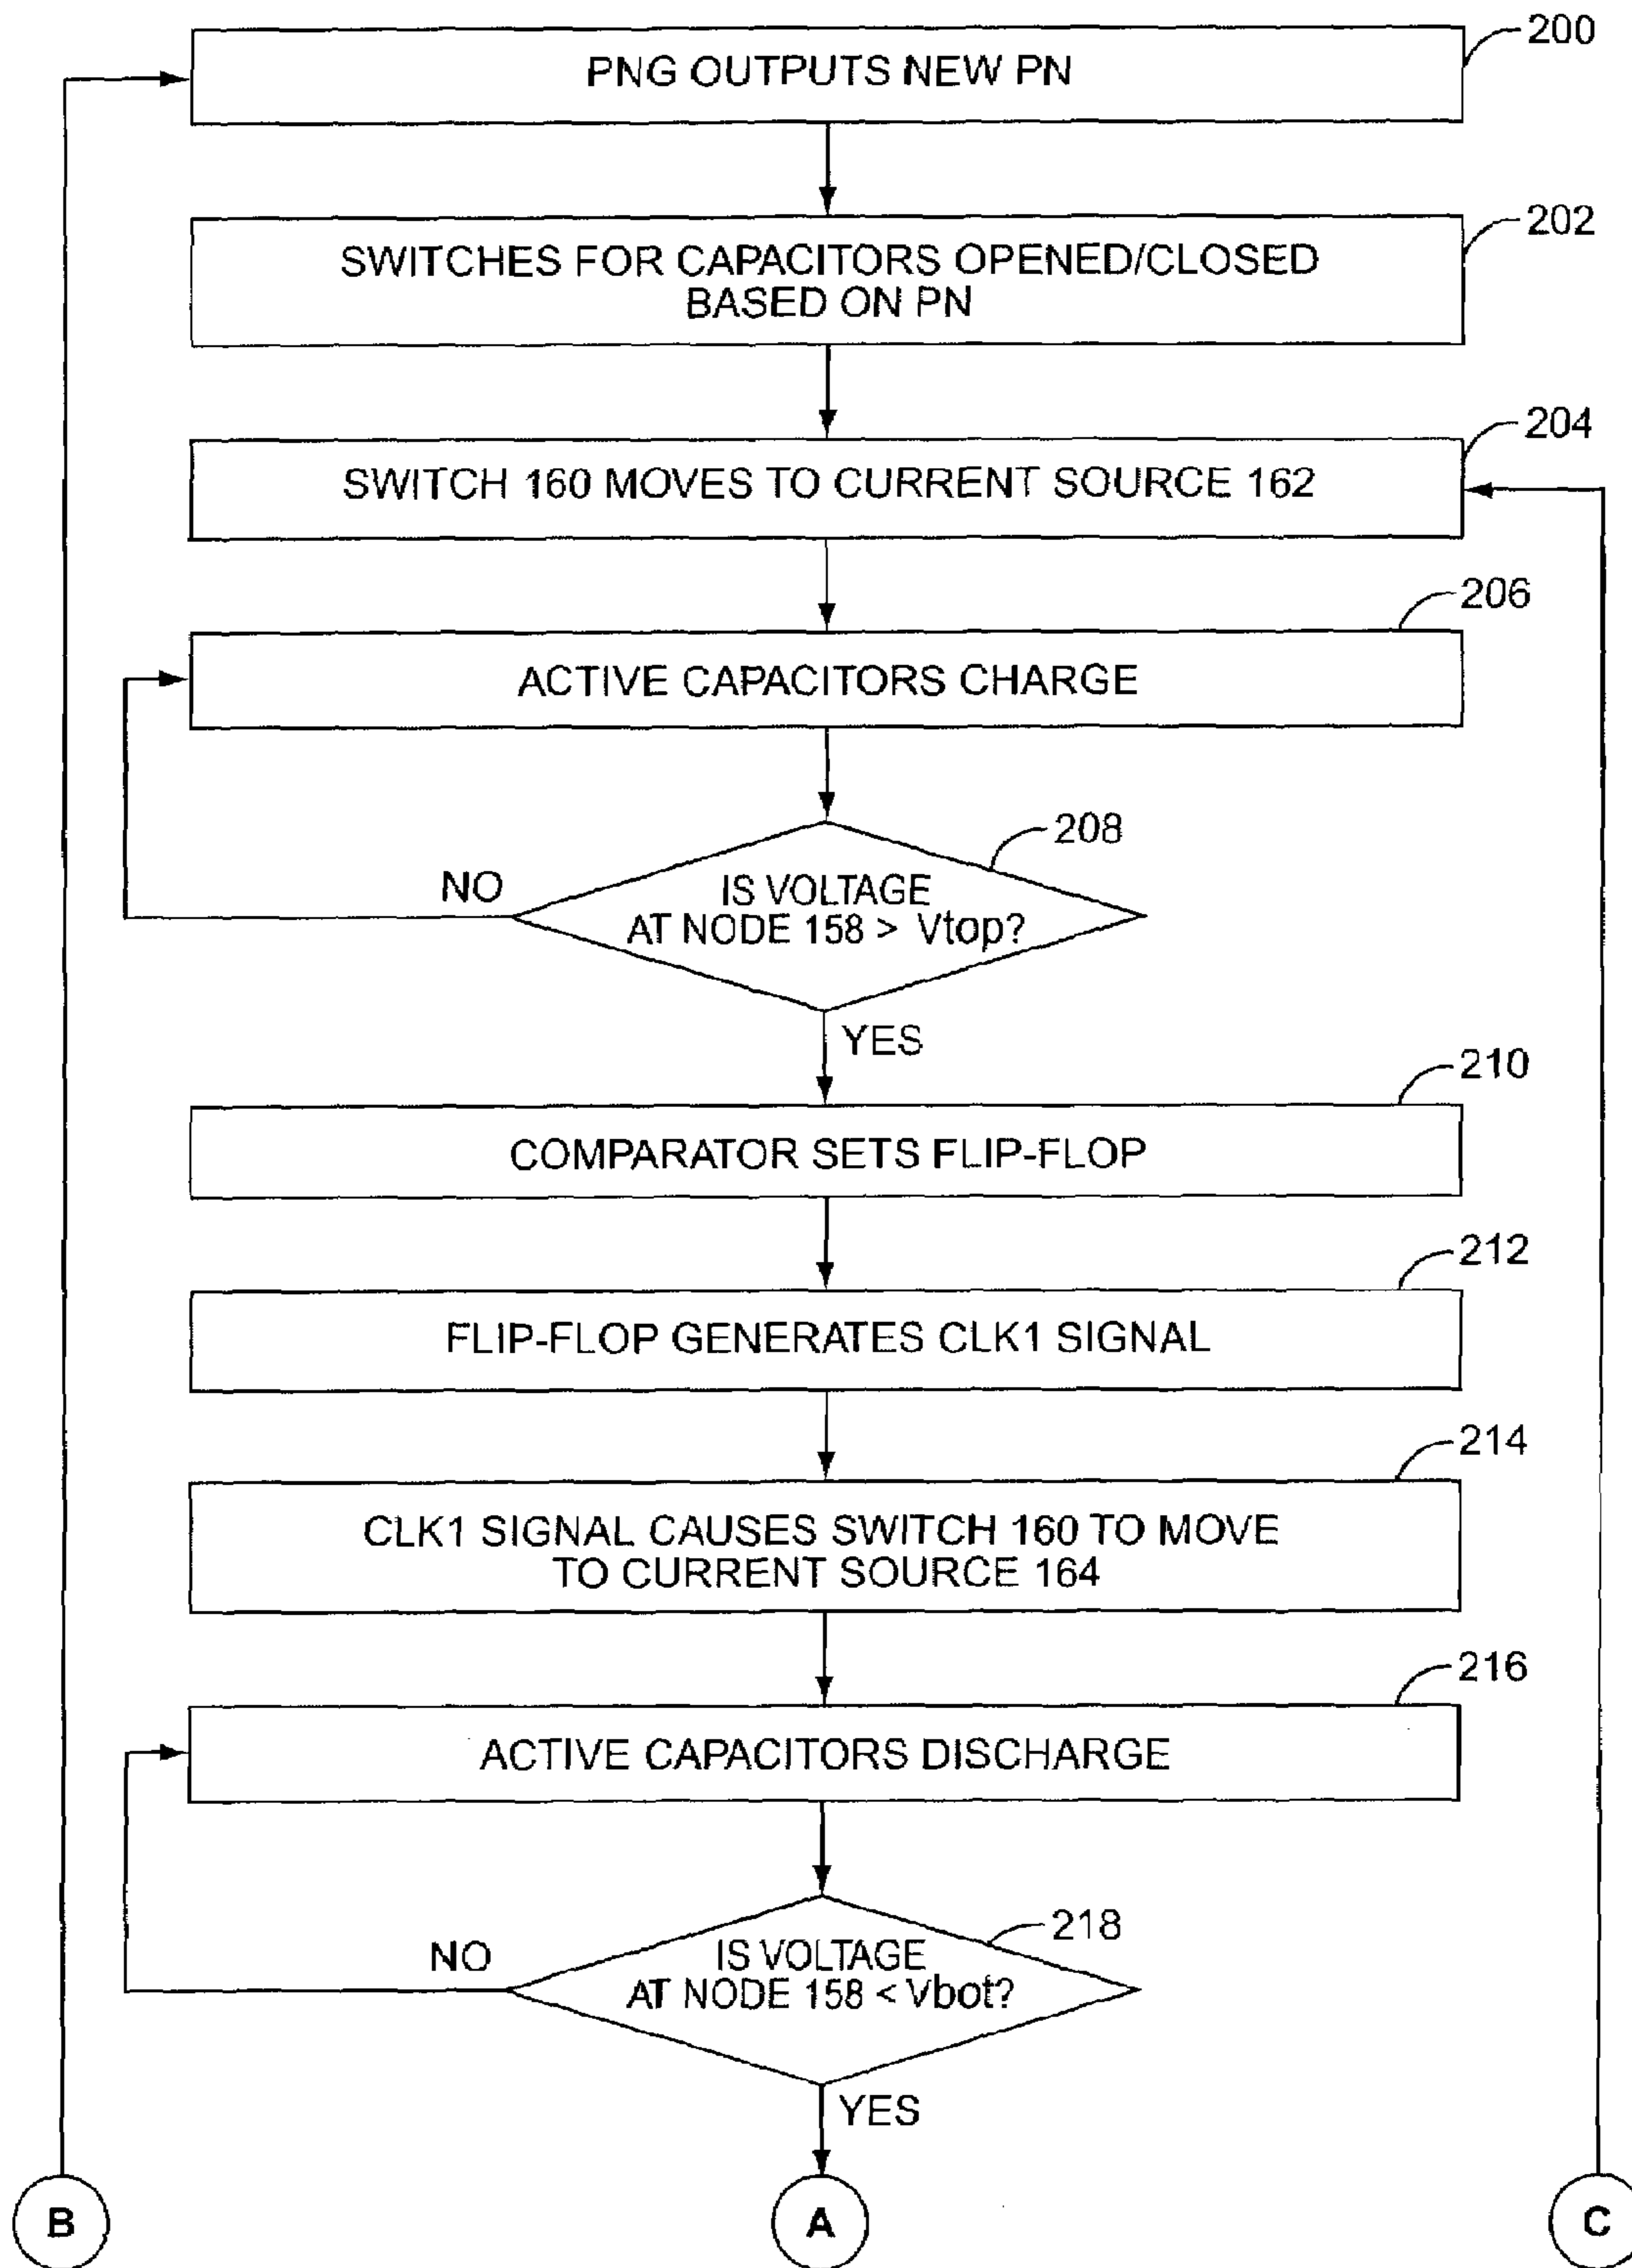 200
PNG OUTPUTS NEW PN
202
SWITCHES FOR CAPACITORS OPENED/CLOSED
BASED ON PN
204
SWITCH 160 MOVES TO CURRENT SOURCE 162
206
ACTIVE CAPACITORS CHARGE
208
NO
IS VOLTAGE
AT NODE 158 > Vtop?
YES
210
COMPARATOR SETS FLIP-FLOP
212
FLIP-FLOP GENERATES CLK1 SIGNAL
214
CLK1 SIGNAL CAUSES SWITCH 160 TO MOVE
TO CURRENT SOURCE 164
216
ACTIVE CAPACITORS DISCHARGE
218
NO
IS VOLTAGE
AT NODE 158 < Vbot?
YES
B
A
C